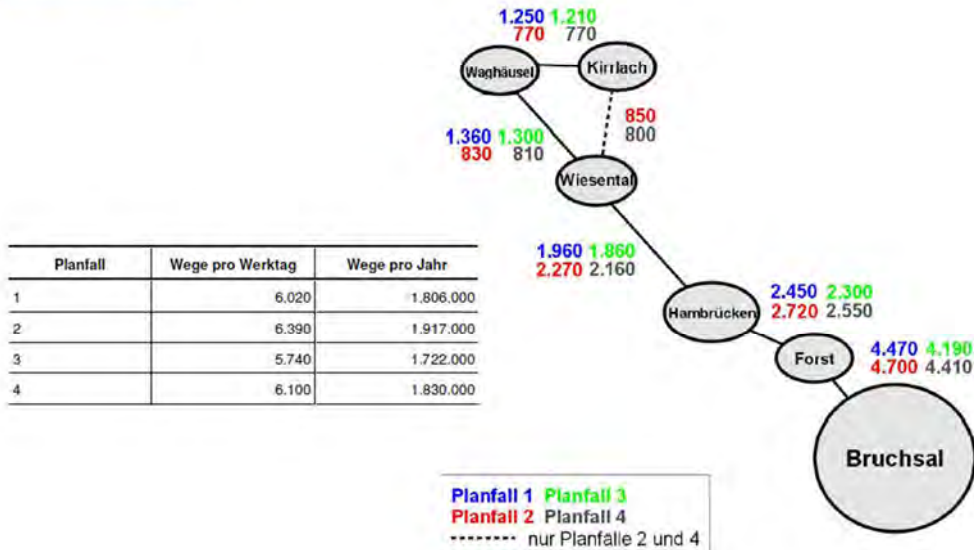 1.250 1.210
770 770
Waghäusel
Kirrlach
850
800
1.360 1.300
830 810
Wiesental
1.960 1.860
2.270 2.160
Planfall Wege pro Werktag Wege pro Jahr
1 6.020 1.806.000
2 6.390 1.917.000
3 5.740 1.722.000
4 6.100 1.830.000
Hambrücken
2.450 2.300
2.720 2.550
Forst
4.470 4.190
4.700 4.410
Bruchsal
Planfall 1 Planfall 3
Planfall 2 Planfall 4
nur Planfälle 2 und 4